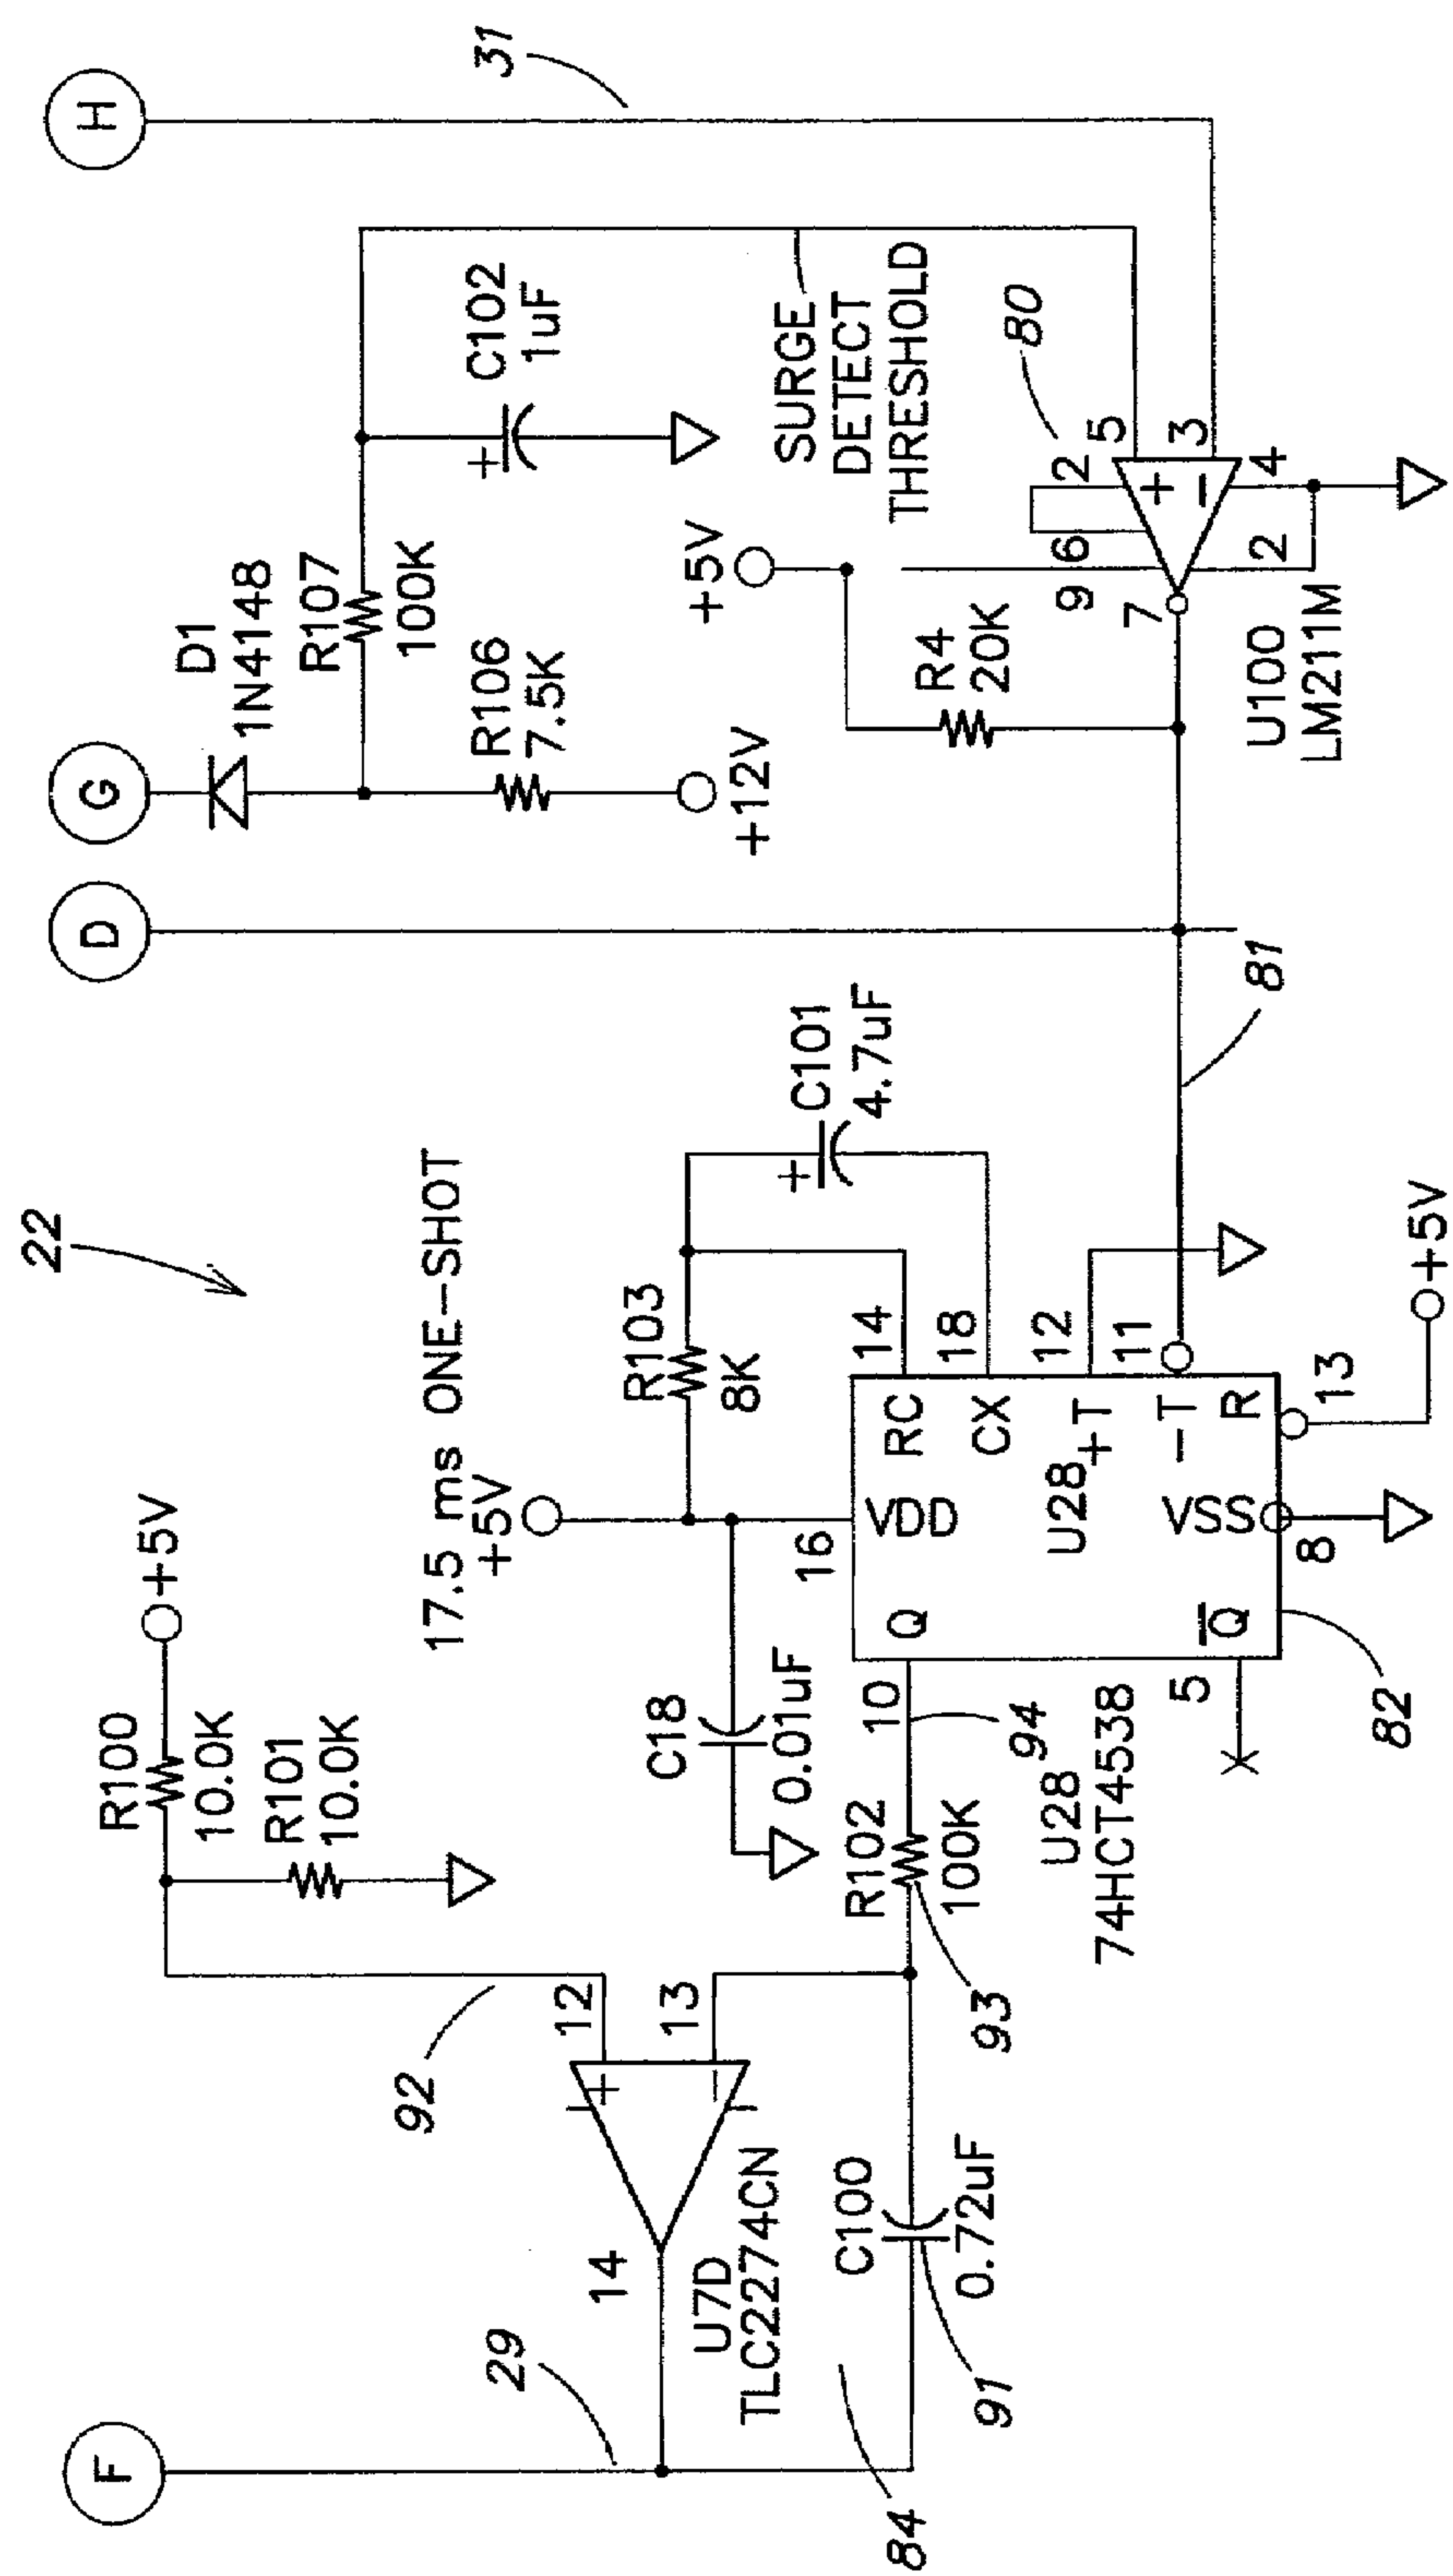 F
D
G
H
22
31
29
92
R100
10.0K
+5V
R101
10.0K
17.5 ms ONE-SHOT
+5V
D1
1N4148
R107
100K
C102
1uF
R106
7.5K
+12V
R103
8K
C101
4.7uF
C18
0.01uF
SURGE
DETECT
THRESHOLD
+5V
R4
20K
80
12
13
14
+
-
U7D
TLC2274CN
C100
0.72uF
91
84
R102
100K
93
94
10
16
14
18
12
11
13
8
5
Q
VDD
RC
CX
U28
+T
-T
VSS
R
Q
U28
74HCT4538
82
+5V
81
9
6
2
5
+
-
3
7
2
4
U100
LM211M